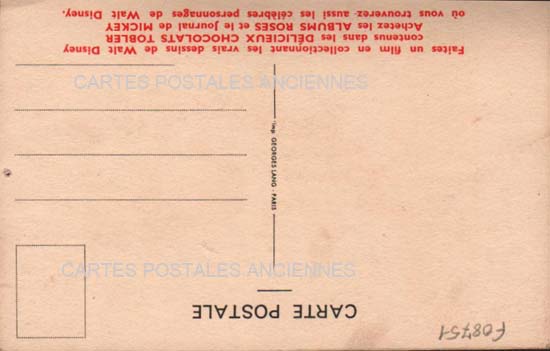 CARTE POSTALE
F08751
Imp. GEORGES LANG - PARIS
Faites un film en collectionnant les vrais dessins de Walt Disney
contenus dans les DÉLICIEUX CHOCOLATS TOBLER
Achetez les ALBUMS ROSES et le Journal de MICKEY
où vous trouverez aussi les célèbres personnages de Walt Disney.
CARTES POSTALES ANCIENNES
CARTES POSTALES ANCIENNES